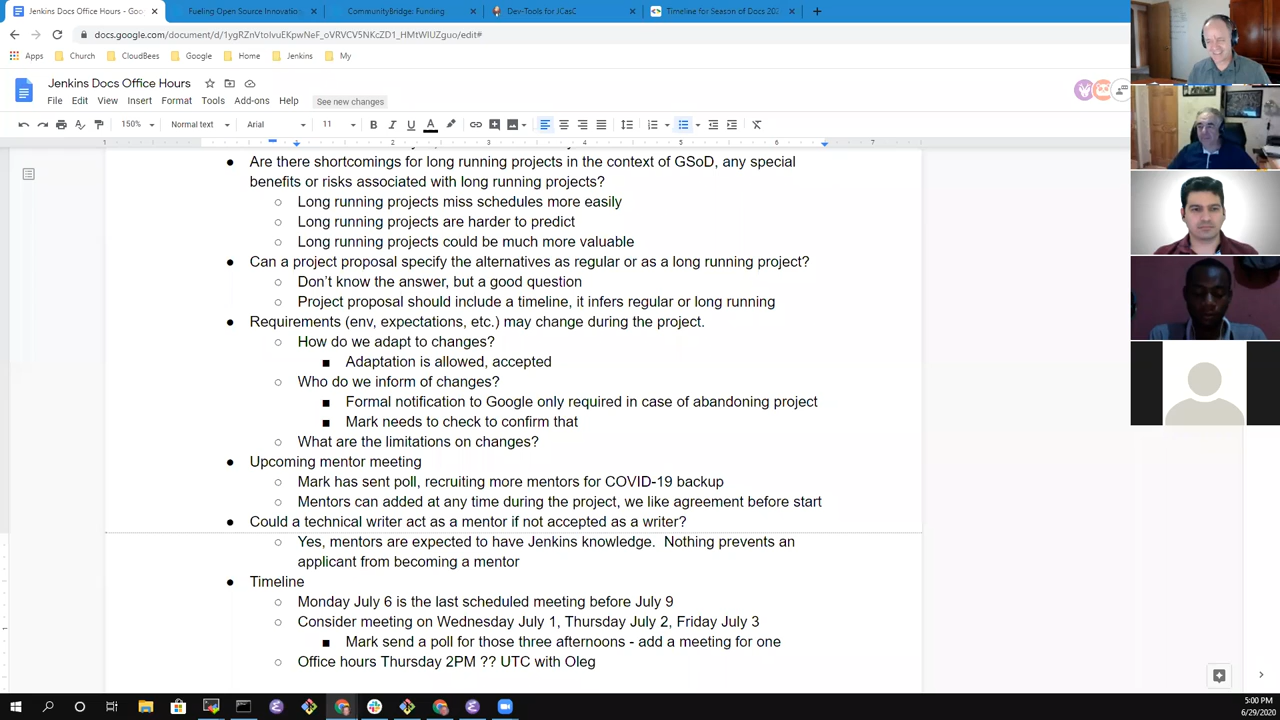 Jenkins Docs Office Hours - Goo
Fueling Open Source Innovation
CommunityBridge: Funding
Dev-Tools for JCasC
Timeline for Season of Docs 202
docs.google.com/document/d/1ygRZnVtoIvuEKpwNeF_oVRVCV5NKcZD1_HMtWIUZguo/edit#
Apps Church CloudBees Google Home Jenkins My
Jenkins Docs Office Hours
File Edit View Insert Format Tools Add-ons Help See new changes
150% Normal text Arial 11 B I U A
1 2 3 4 5 6 7
● Are there shortcomings for long running projects in the context of GSoD, any special
benefits or risks associated with long running projects?
○ Long running projects miss schedules more easily
○ Long running projects are harder to predict
○ Long running projects could be much more valuable
● Can a project proposal specify the alternatives as regular or as a long running project?
○ Don't know the answer, but a good question
○ Project proposal should include a timeline, it infers regular or long running
● Requirements (env, expectations, etc.) may change during the project.
○ How do we adapt to changes?
■ Adaptation is allowed, accepted
○ Who do we inform of changes?
■ Formal notification to Google only required in case of abandoning project
■ Mark needs to check to confirm that
○ What are the limitations on changes?
● Upcoming mentor meeting
○ Mark has sent poll, recruiting more mentors for COVID-19 backup
○ Mentors can added at any time during the project, we like agreement before start
● Could a technical writer act as a mentor if not accepted as a writer?
○ Yes, mentors are expected to have Jenkins knowledge.  Nothing prevents an
applicant from becoming a mentor
● Timeline
○ Monday July 6 is the last scheduled meeting before July 9
○ Consider meeting on Wednesday July 1, Thursday July 2, Friday July 3
■ Mark send a poll for those three afternoons - add a meeting for one
○ Office hours Thursday 2PM ?? UTC with Oleg
5:00 PM
6/29/2020